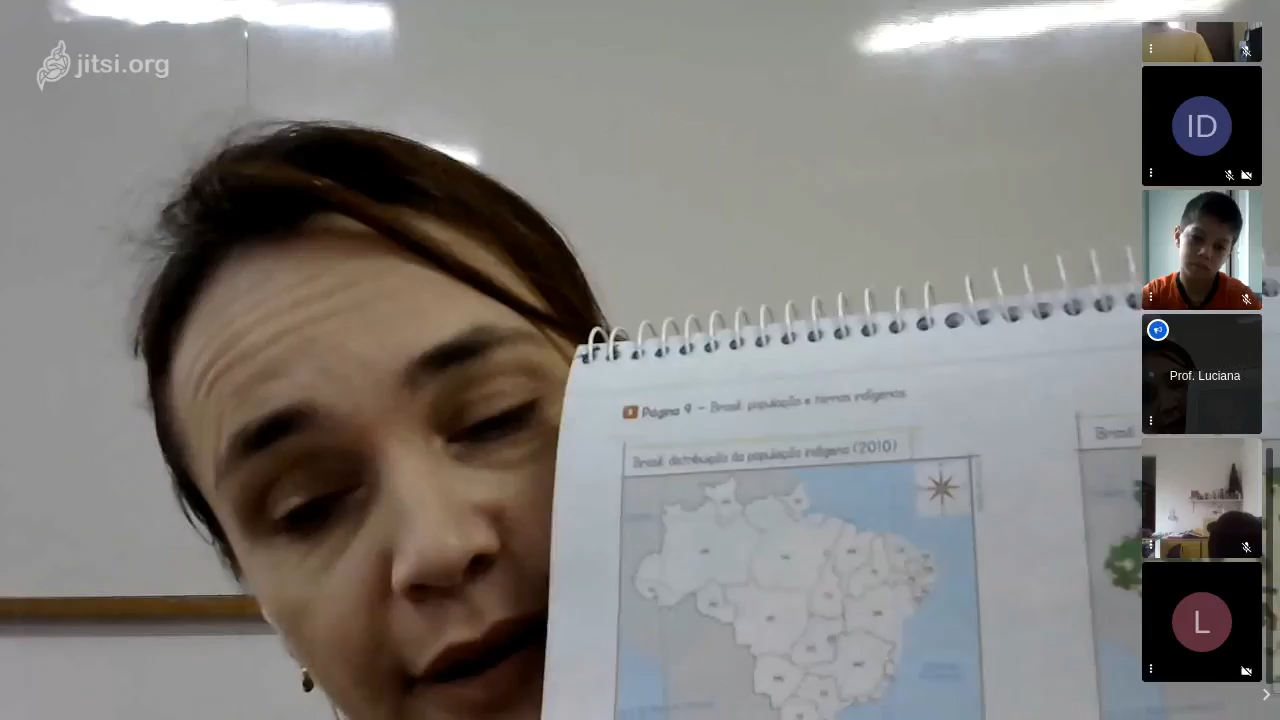 jitsi.org
Página 9 - Brasil: população e terras indígenas
Brasil: distribuição da população indígena (2010)
Brasil
ID
Prof. Luciana
L